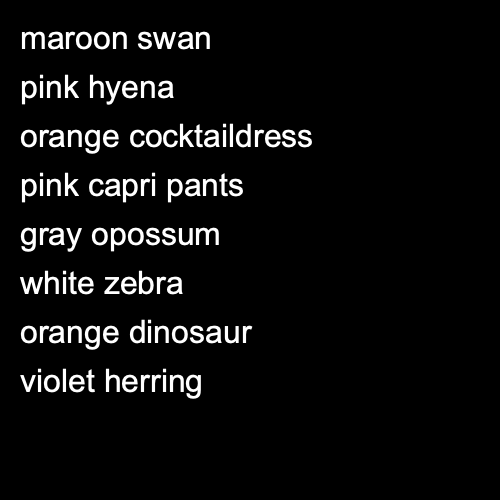 maroon swan
pink hyena
orange cocktaildress
pink capri pants
gray opossum
white zebra
orange dinosaur
violet herring